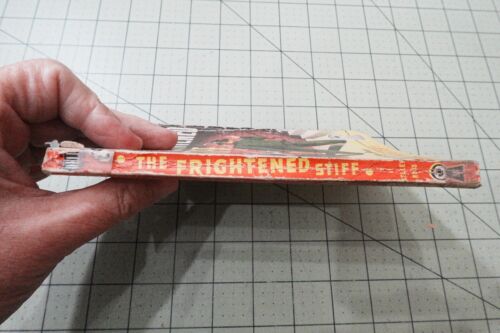 THE FRIGHTENED STIFF